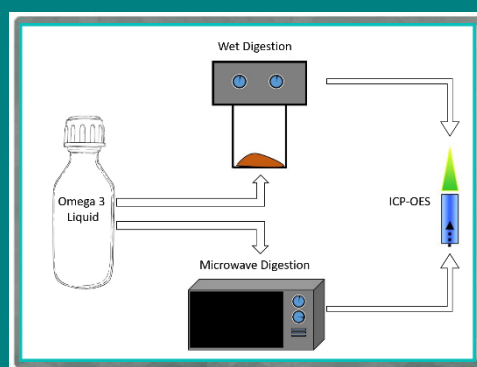 Wet Digestion
Omega 3
Liquid
ICP-OES
Microwave Digestion